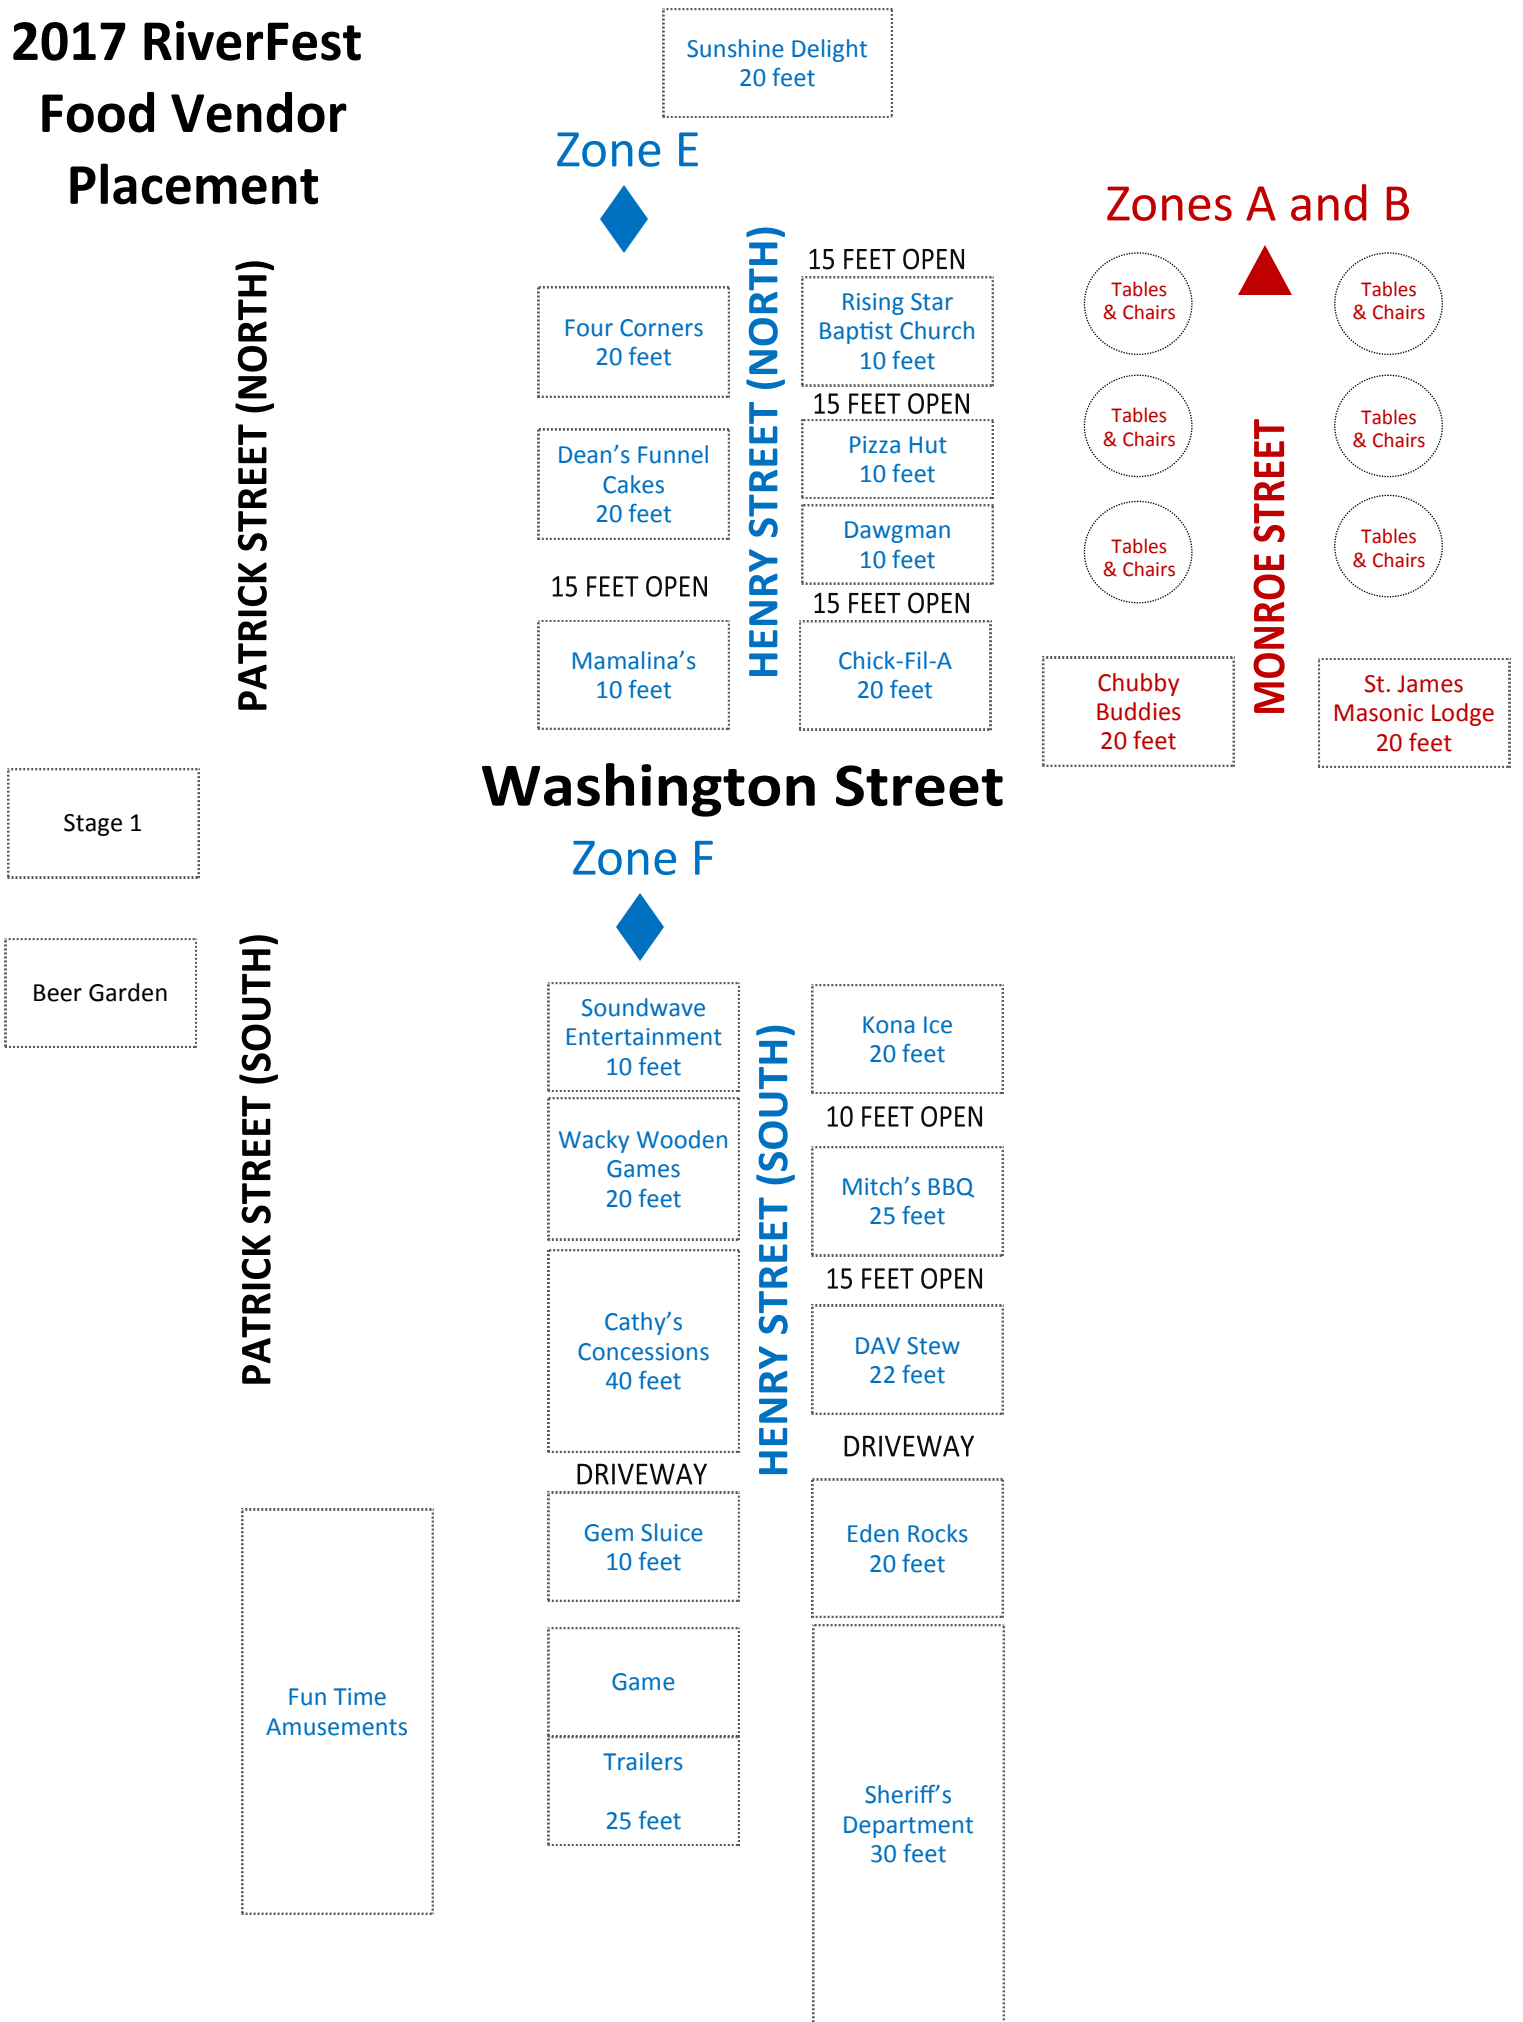 2017 RiverFest
Food Vendor
Placement
Sunshine Delight
20 feet
Zone E
Zones A and B
PATRICK STREET (NORTH)
Four Corners
20 feet
Dean’s Funnel
Cakes
20 feet
15 FEET OPEN
Mamalina’s
10 feet
HENRY STREET (NORTH)
15 FEET OPEN
Rising Star
Baptist Church
10 feet
15 FEET OPEN
Pizza Hut
10 feet
Dawgman
10 feet
15 FEET OPEN
Chick-Fil-A
20 feet
Tables
& Chairs
Tables
& Chairs
Tables
& Chairs
Chubby
Buddies
20 feet
MONROE STREET
Tables
& Chairs
Tables
& Chairs
Tables
& Chairs
St. James
Masonic Lodge
20 feet
Washington Street
Stage 1
Beer Garden
PATRICK STREET (SOUTH)
Fun Time
Amusements
Zone F
Soundwave
Entertainment
10 feet
Wacky Wooden
Games
20 feet
Cathy’s
Concessions
40 feet
DRIVEWAY
Gem Sluice
10 feet
Game
Trailers
25 feet
HENRY STREET (SOUTH)
Kona Ice
20 feet
10 FEET OPEN
Mitch’s BBQ
25 feet
15 FEET OPEN
DAV Stew
22 feet
DRIVEWAY
Eden Rocks
20 feet
Sheriff’s
Department
30 feet